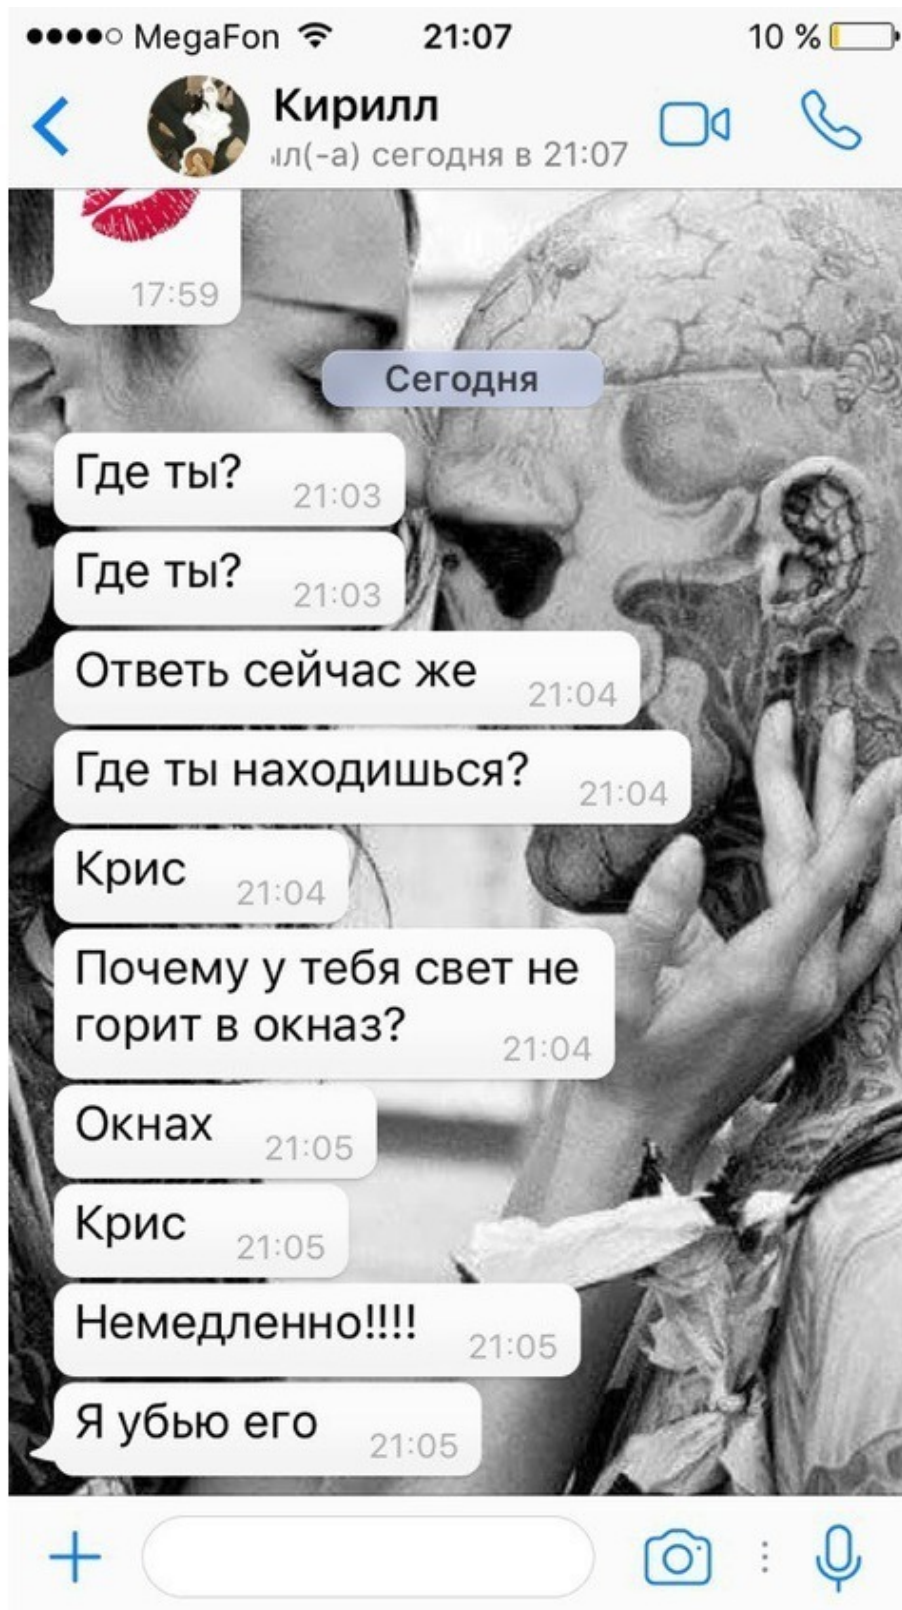 MegaFon 21:07 10 %
Кирилл
ыл(-а) сегодня в 21:07
17:59
Сегодня
Где ты? 21:03
Где ты? 21:03
Ответь сейчас же 21:04
Где ты находишься? 21:04
Крис 21:04
Почему у тебя свет не
горит в окназ? 21:04
Окнах 21:05
Крис 21:05
Немедленно!!!! 21:05
Я убью его 21:05